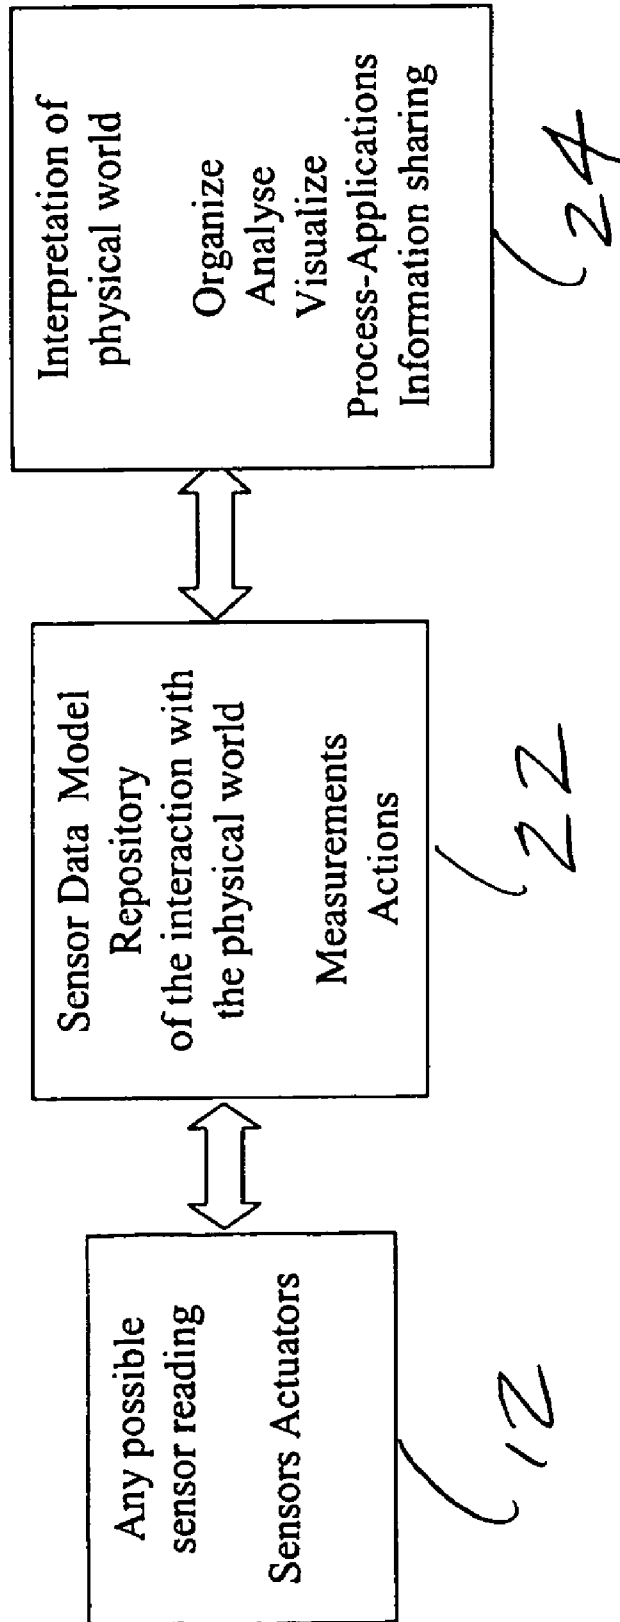 Any possible
sensor reading
Sensors Actuators
12
Sensor Data Model
Repository
of the interaction with
the physical world
Measurements
Actions
22
Interpretation of
physical world
Organize
Analyse
Visualize
Process-Applications
Information sharing
24